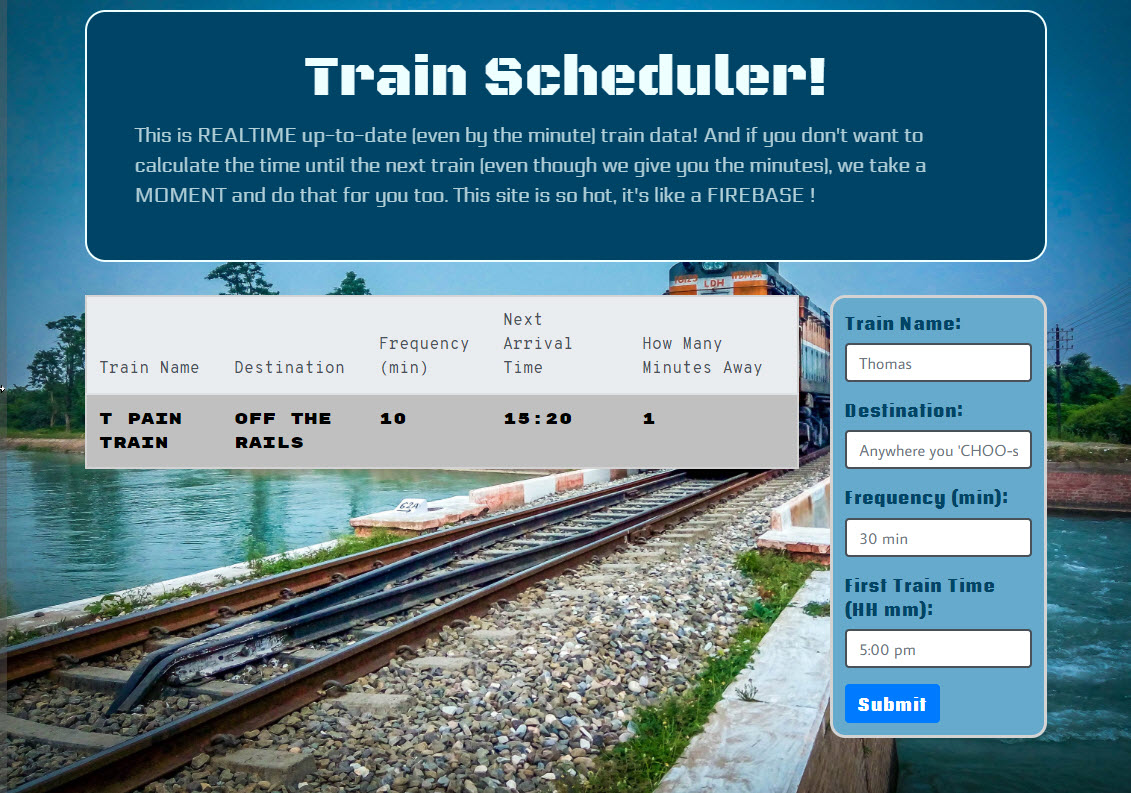 Train Scheduler!
This is REALTIME up-to-date (even by the minute) train data! And if you don't want to
calculate the time until the next train (even though we give you the minutes), we take a
MOMENT and do that for you too. This site is so hot, it's like a FIREBASE !
LDH
Train Name
Destination
Frequency
(min)
Next
Arrival
Time
How Many
Minutes Away
T PAIN
TRAIN
OFF THE
RAILS
10
15:20
1
62A
Train Name:
Thomas
Destination:
Anywhere you 'CHOO-s
Frequency (min):
30 min
First Train Time
(HH mm):
5:00 pm
Submit